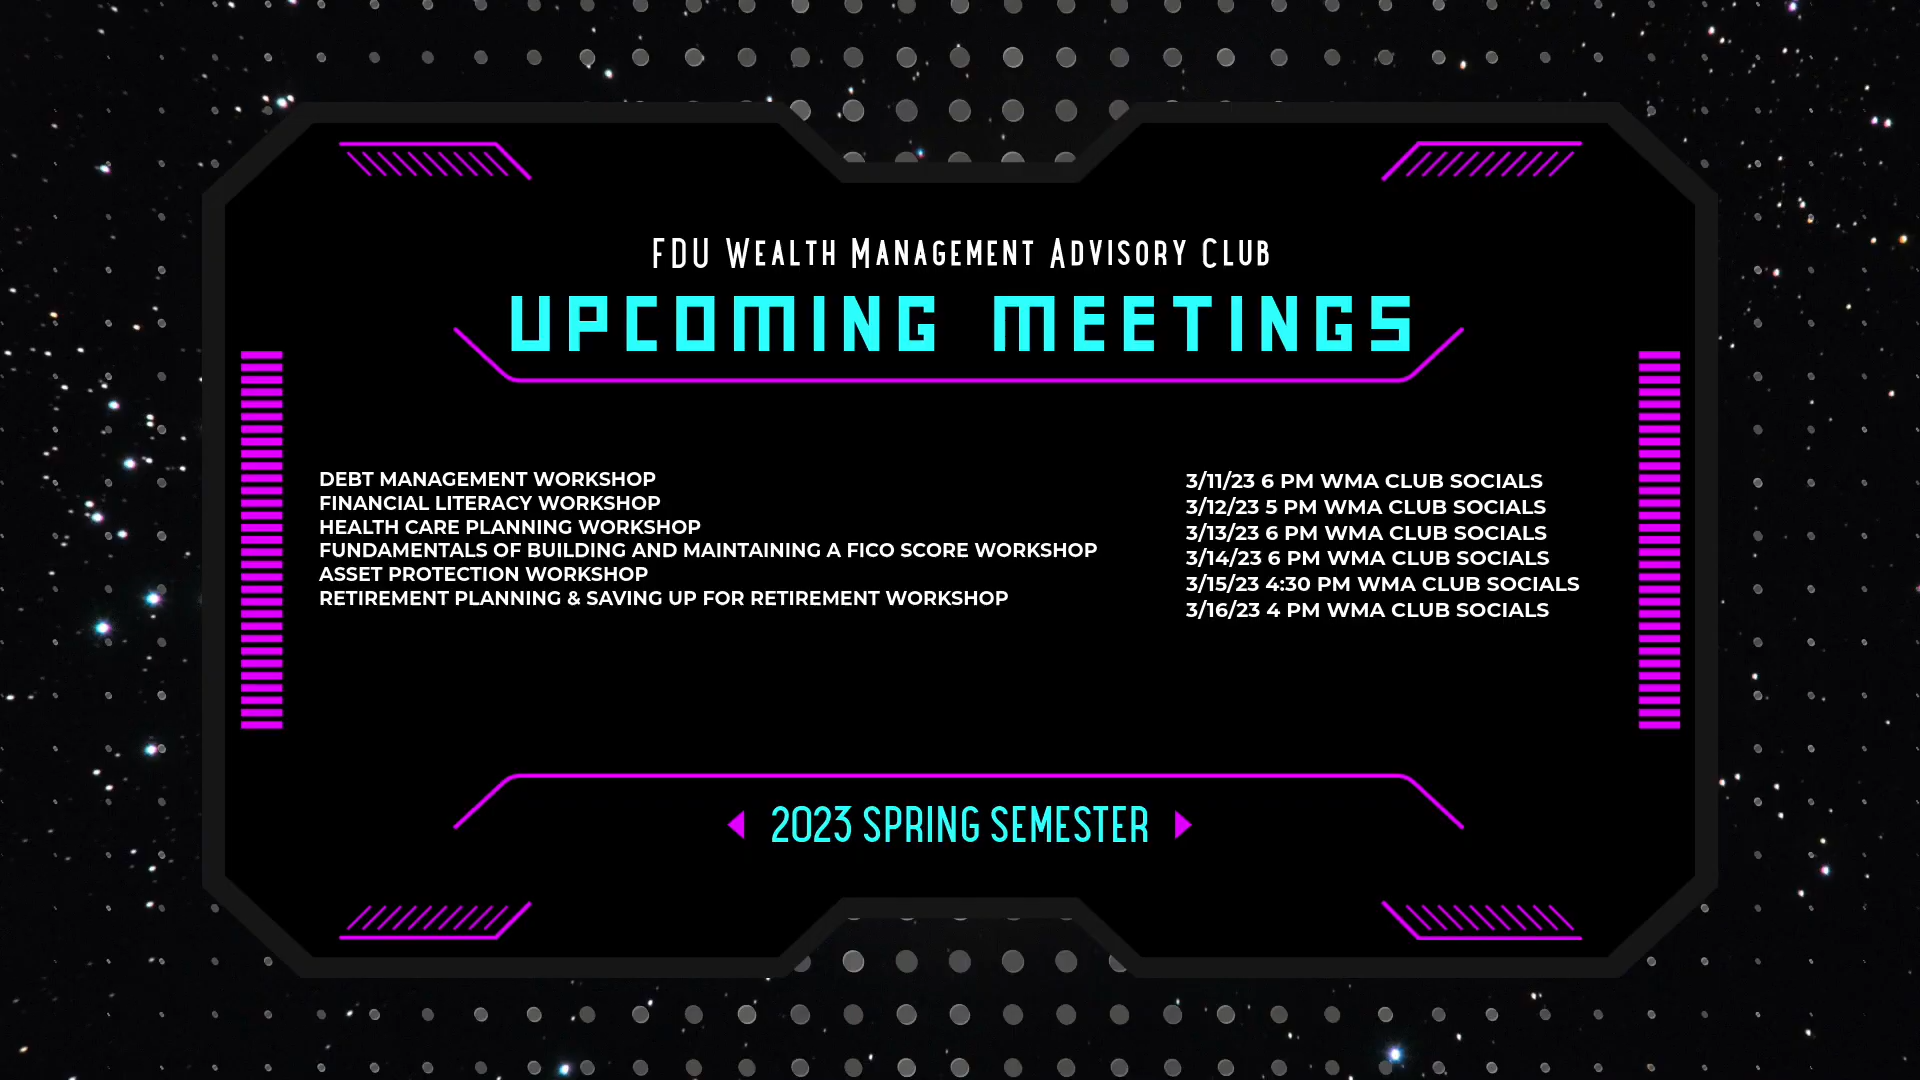 FDU Wealth Management Advisory Club
UPCOMING MEETINGS
DEBT MANAGEMENT WORKSHOP
FINANCIAL LITERACY WORKSHOP
HEALTH CARE PLANNING WORKSHOP
FUNDAMENTALS OF BUILDING AND MAINTAINING A FICO SCORE WORKSHOP
ASSET PROTECTION WORKSHOP
RETIREMENT PLANNING & SAVING UP FOR RETIREMENT WORKSHOP
3/11/23 6 PM WMA CLUB SOCIALS
3/12/23 5 PM WMA CLUB SOCIALS
3/13/23 6 PM WMA CLUB SOCIALS
3/14/23 6 PM WMA CLUB SOCIALS
3/15/23 4:30 PM WMA CLUB SOCIALS
3/16/23 4 PM WMA CLUB SOCIALS
2023 SPRING SEMESTER